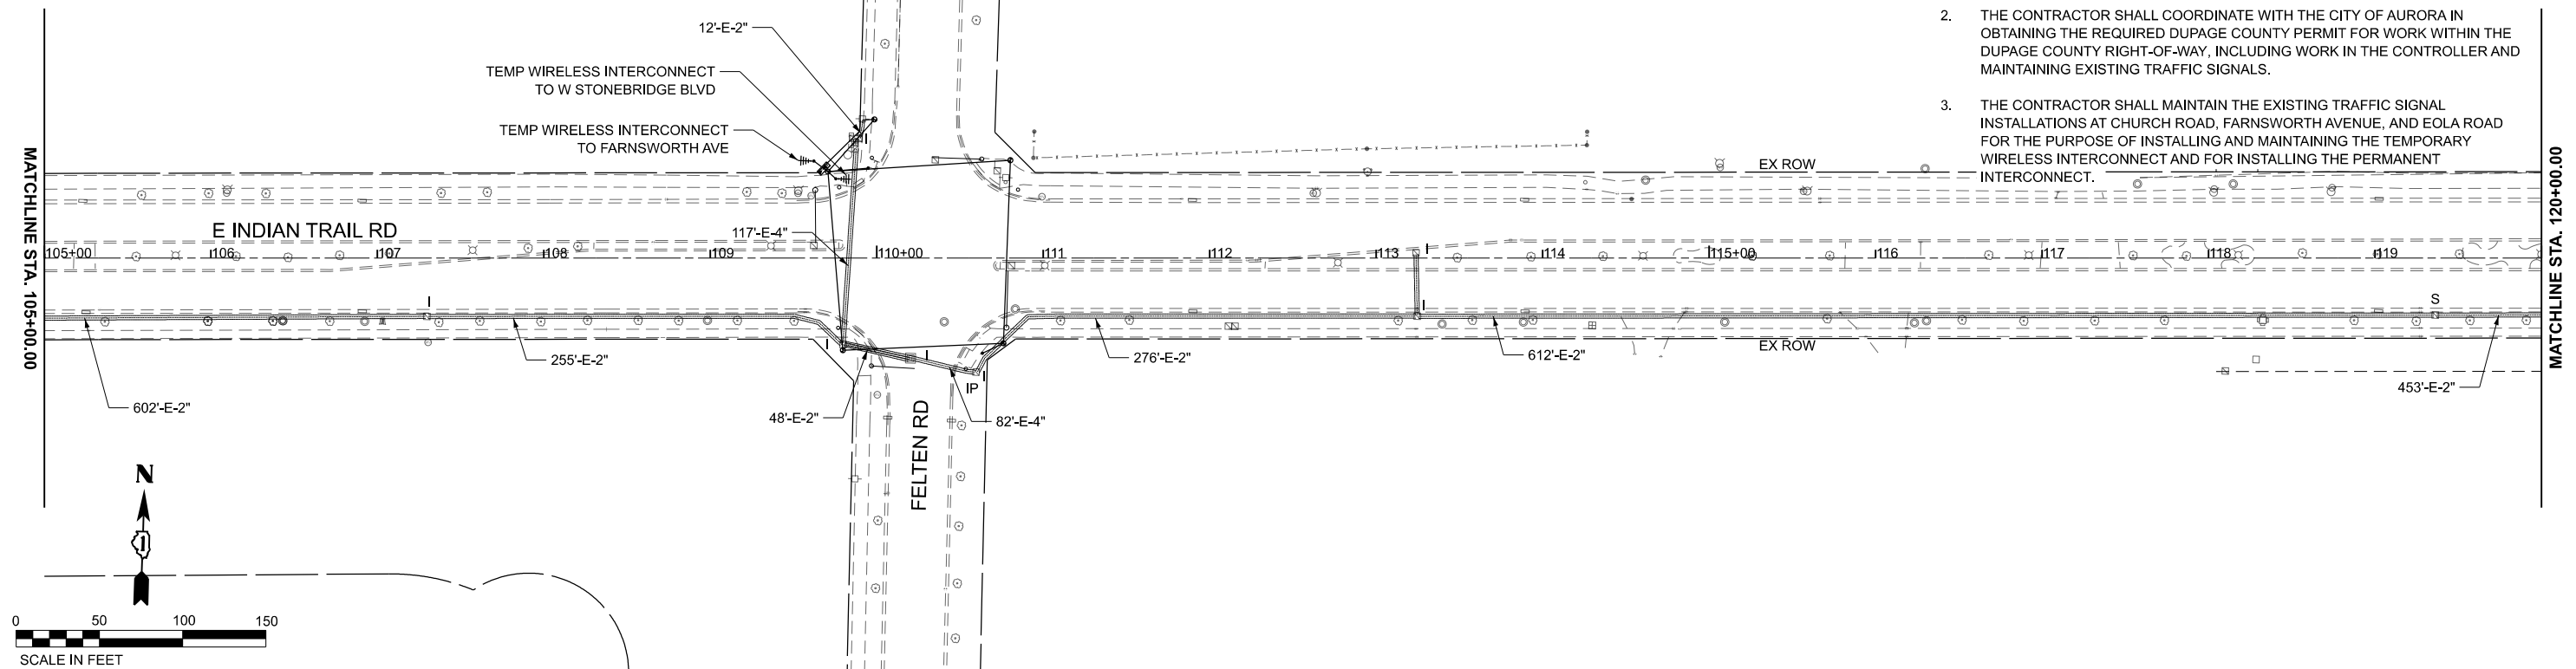 12'-E-2"
TEMP WIRELESS INTERCONNECT
TO W STONEBRIDGE BLVD
TEMP WIRELESS INTERCONNECT
TO FARNSWORTH AVE
2. THE CONTRACTOR SHALL COORDINATE WITH THE CITY OF AURORA IN
OBTAINING THE REQUIRED DUPAGE COUNTY PERMIT FOR WORK WITHIN THE
DUPAGE COUNTY RIGHT-OF-WAY, INCLUDING WORK IN THE CONTROLLER AND
MAINTAINING EXISTING TRAFFIC SIGNALS.
3. THE CONTRACTOR SHALL MAINTAIN THE EXISTING TRAFFIC SIGNAL
INSTALLATIONS AT CHURCH ROAD, FARNSWORTH AVENUE, AND EOLA ROAD
FOR THE PURPOSE OF INSTALLING AND MAINTAINING THE TEMPORARY
WIRELESS INTERCONNECT AND FOR INSTALLING THE PERMANENT
INTERCONNECT.
MATCHLINE STA. 105+00.00
MATCHLINE STA. 120+00.00
EX ROW
I
E INDIAN TRAIL RD
117'-E-4"
105+00 106 107 108 109 110+00 111 112 113 114 115+00 116 117 118 119
I
I
I
S
I
I
I
IP
EX ROW
602'-E-2"
255'-E-2"
48'-E-2"
82'-E-4"
276'-E-2"
612'-E-2"
453'-E-2"
FELTEN RD
N
1
0 50 100 150
SCALE IN FEET